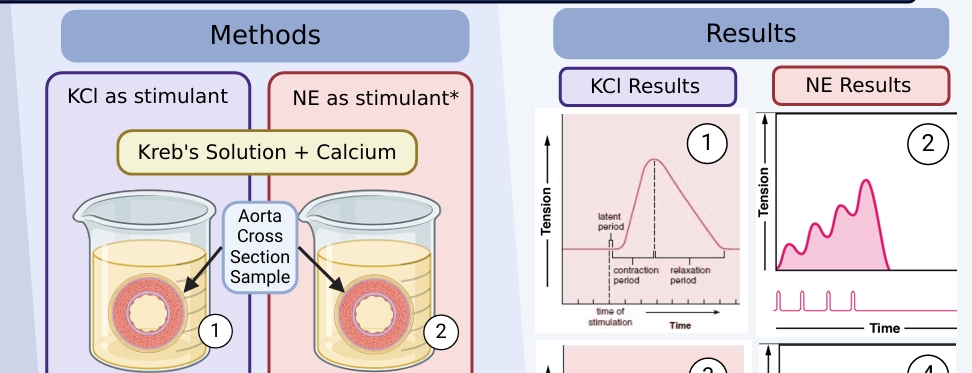 Methods
KCl as stimulant
NE as stimulant*
Kreb's Solution + Calcium
Aorta
Cross
Section
Sample
1
2
Results
KCl Results
NE Results
1
Tension
latent
period
contraction
period
relaxation
period
time of
stimulation
Time
2
Tension
Time
3
4